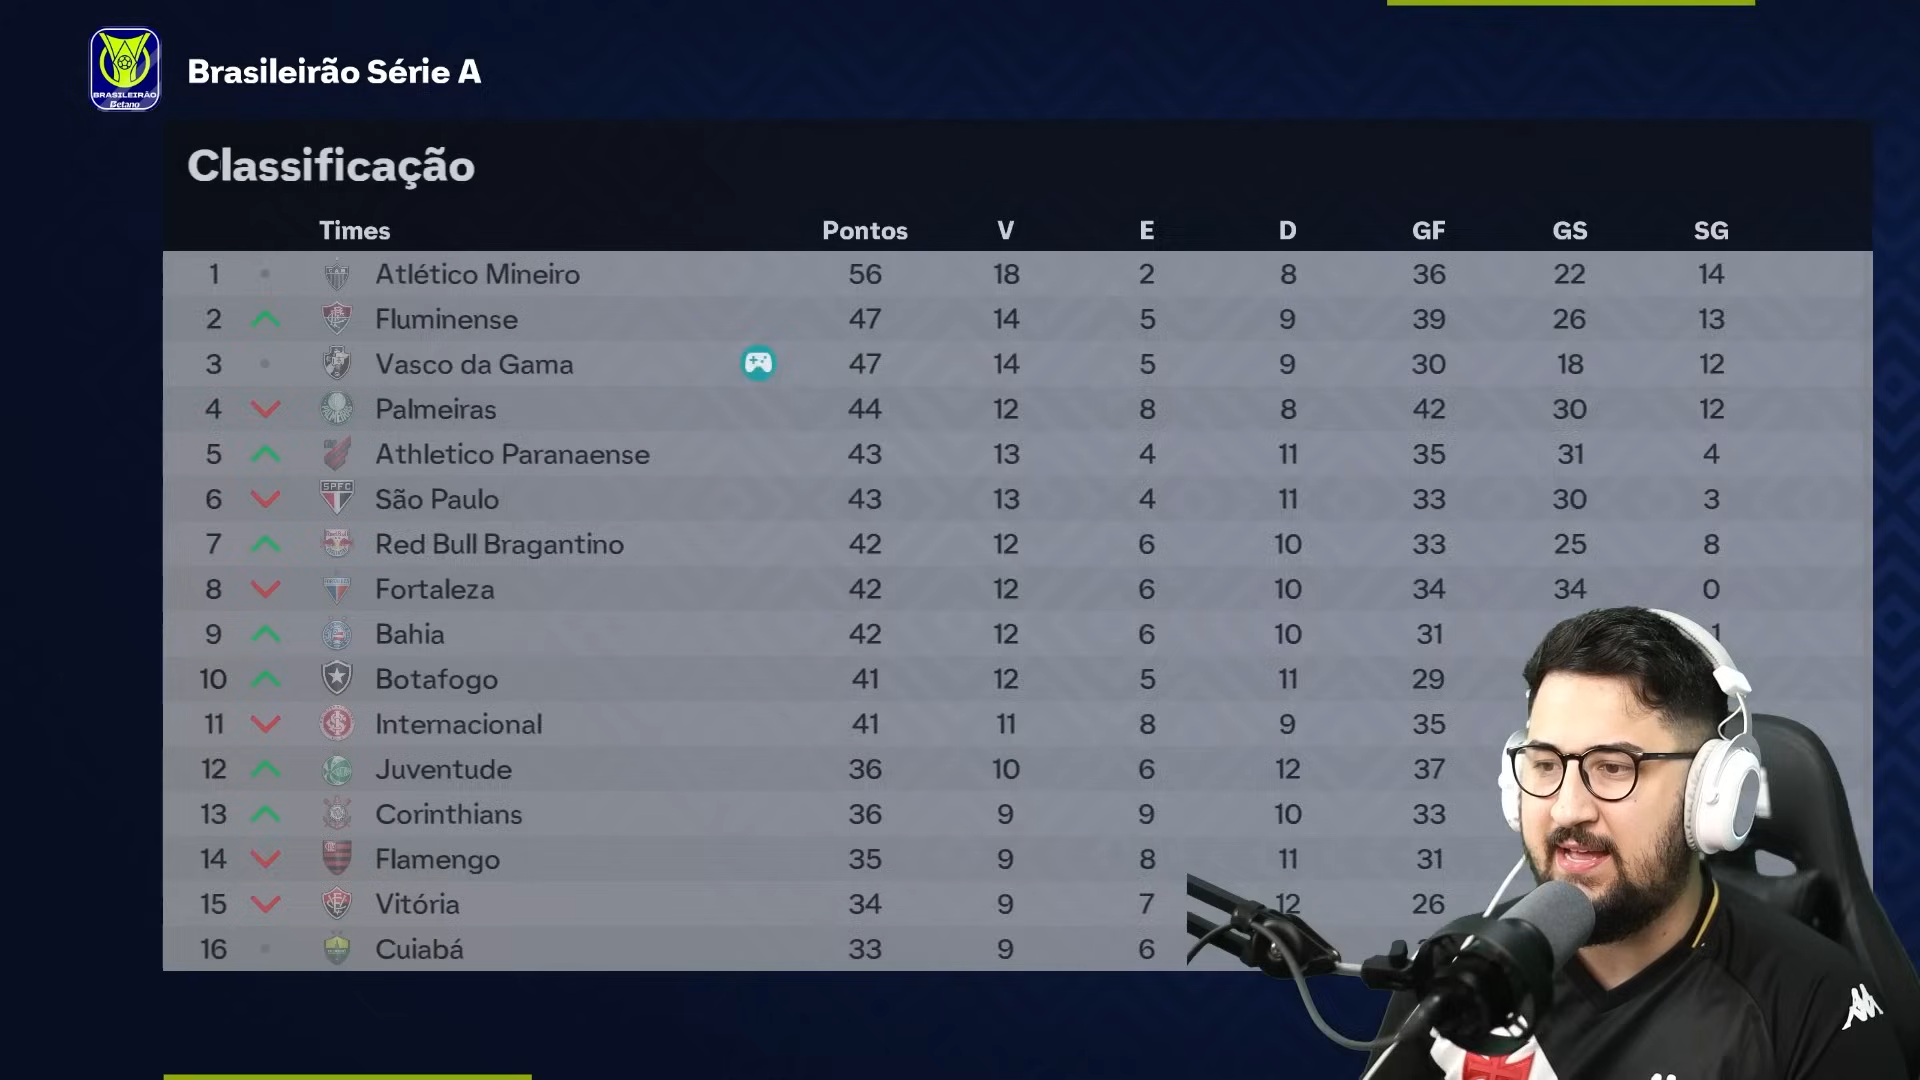 BRASILEIRÃO
Betano
Brasileirão Série A
Classificação
Times Pontos V E D GF GS SG
1 Atlético Mineiro 56 18 2 8 36 22 14
2 Fluminense 47 14 5 9 39 26 13
3 Vasco da Gama 47 14 5 9 30 18 12
4 Palmeiras 44 12 8 8 42 30 12
5 Athletico Paranaense 43 13 4 11 35 31 4
6 São Paulo 43 13 4 11 33 30 3
7 Red Bull Bragantino 42 12 6 10 33 25 8
8 Fortaleza 42 12 6 10 34 34 0
9 Bahia 42 12 6 10 31 1
10 Botafogo 41 12 5 11 29
11 Internacional 41 11 8 9 35
12 Juventude 36 10 6 12 37
13 Corinthians 36 9 9 10 33
14 Flamengo 35 9 8 11 31
15 Vitória 34 9 7 12 26
16 Cuiabá 33 9 6